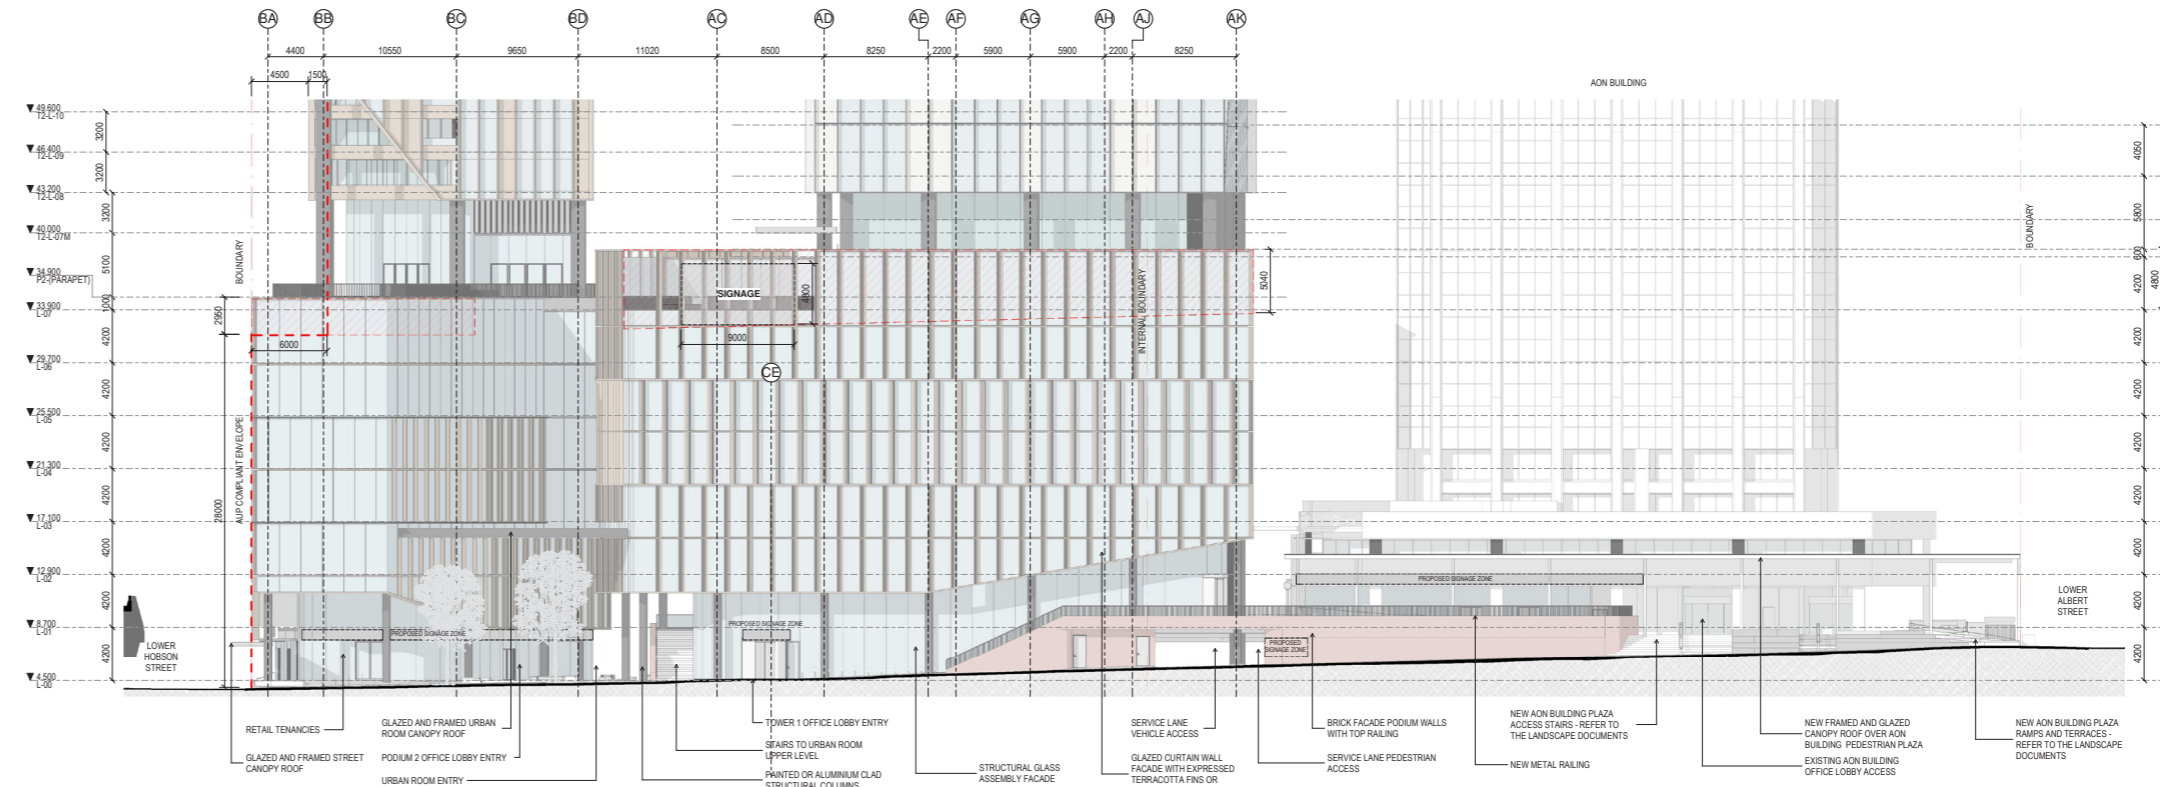 BA BB BC BD AC AD AE AF AG AH AJ AK
4400 10550 9650 11020 8500 8250 2200 5900 5900 2200 8250
4500 1500
AON BUILDING
49,600
T2-L-10
3200
46,400
T2-L-09
3200
43,200
T2-L-08
3200
40,000
T2-L-07M
5100
34,900
P2-(PARAPET)
1000
33,900
L-07
4200
29,700
L-06
4200
25,500
L-05
4200
21,300
L-04
4200
17,100
L-03
4200
12,900
L-02
4200
8,700
L-01
4200
4,500
L-00
BOUNDARY
2950
6000
28000
AUP COMPLIANT ENVELOPE
SIGNAGE
4800
9000
CE
5040
INTERNAL BOUNDARY
BOUNDARY
4050
5800
600
4200
4800
4200
4200
4200
4200
4200
4200
4200
LOWER
HOBSON
STREET
PROPOSED SIGNAGE ZONE
PROPOSED SIGNAGE ZONE
PROPOSED
SIGNAGE ZONE
PROPOSED SIGNAGE ZONE
LOWER
ALBERT
STREET
RETAIL TENANCIES
GLAZED AND FRAMED STREET
CANOPY ROOF
GLAZED AND FRAMED URBAN
ROOM CANOPY ROOF
PODIUM 2 OFFICE LOBBY ENTRY
URBAN ROOM ENTRY
TOWER 1 OFFICE LOBBY ENTRY
STAIRS TO URBAN ROOM
UPPER LEVEL
PAINTED OR ALUMINIUM CLAD
STRUCTURAL COLUMNS
STRUCTURAL GLASS
ASSEMBLY FACADE
SERVICE LANE
VEHICLE ACCESS
GLAZED CURTAIN WALL
FACADE WITH EXPRESSED
TERRACOTTA FINS OR
BRICK FACADE PODIUM WALLS
WITH TOP RAILING
SERVICE LANE PEDESTRIAN
ACCESS
NEW AON BUILDING PLAZA
ACCESS STAIRS - REFER TO
THE LANDSCAPE DOCUMENTS
NEW METAL RAILING
NEW FRAMED AND GLAZED
CANOPY ROOF OVER AON
BUILDING PEDESTRIAN PLAZA
EXISTING AON BUILDING
OFFICE LOBBY ACCESS
NEW AON BUILDING PLAZA
RAMPS AND TERRACES -
REFER TO THE LANDSCAPE
DOCUMENTS